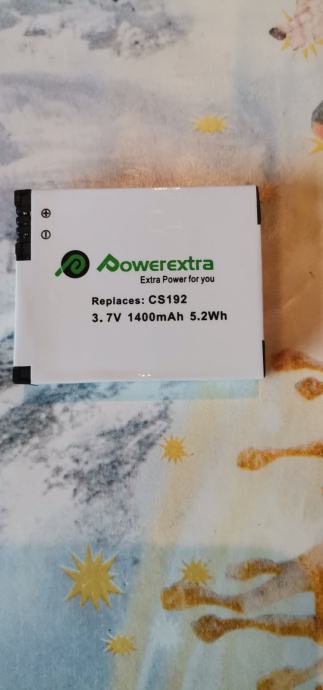 ⊕
⊖
Powerextra
Extra Power for you
Replaces: CS192
3.7V 1400mAh 5.2Wh